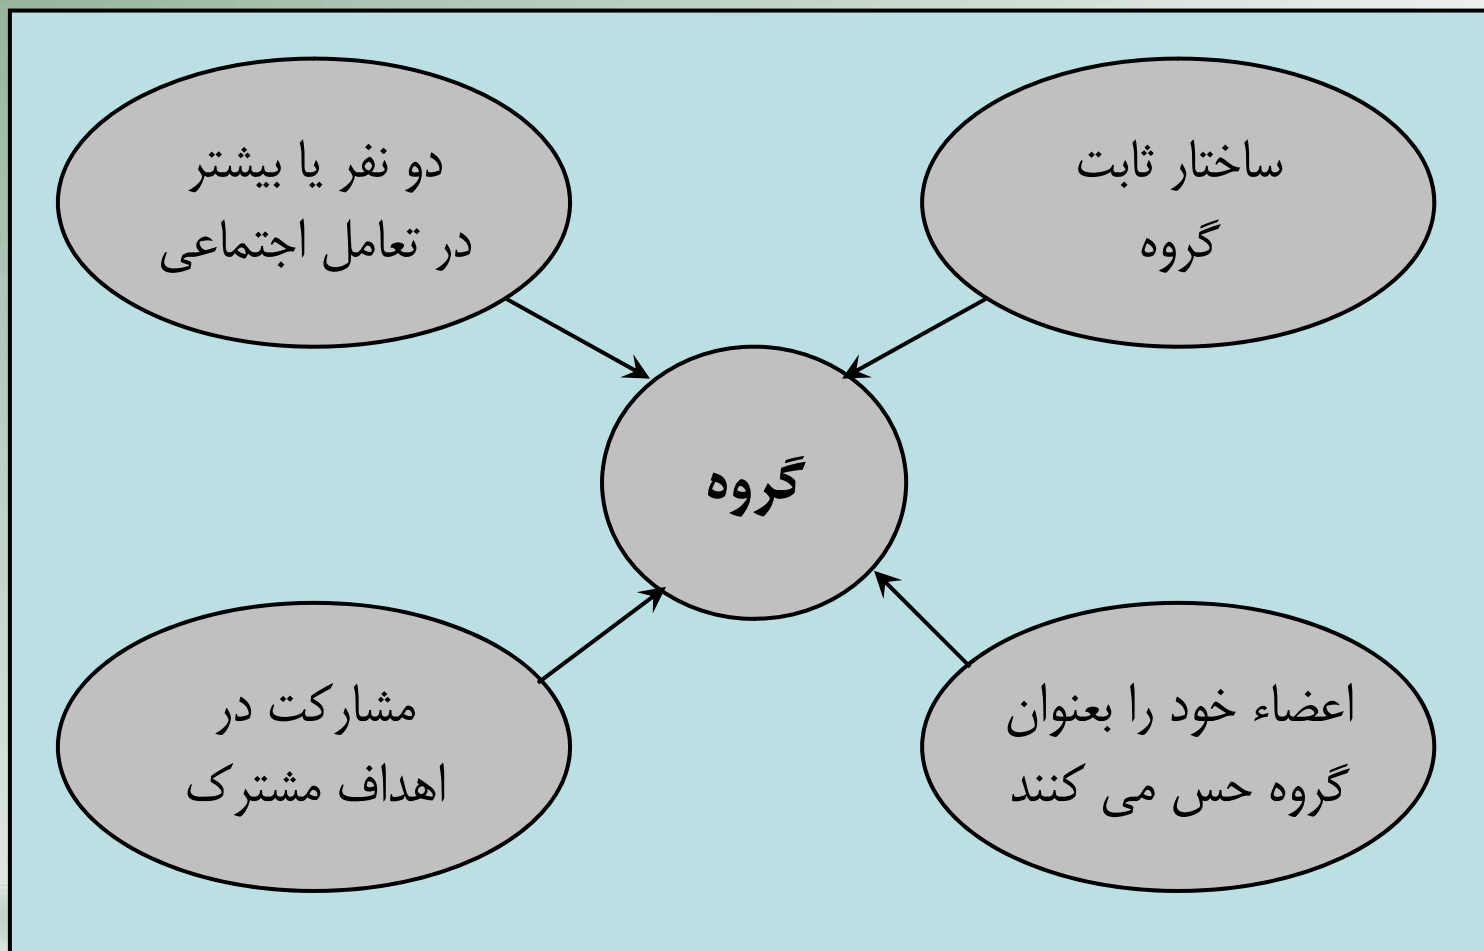 ساختار ثابت
گروه
دو نفر یا بیشتر
در تعامل اجتماعی
گروه
اعضاء خود را بعنوان
گروه حس می کنند
مشارکت در
اهداف مشترک